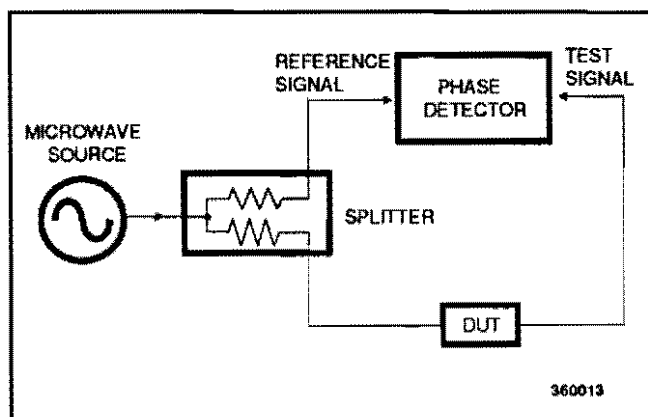 REFERENCE
SIGNAL
PHASE
DETECTOR
TEST
SIGNAL
MICROWAVE
SOURCE
SPLITTER
DUT
360013